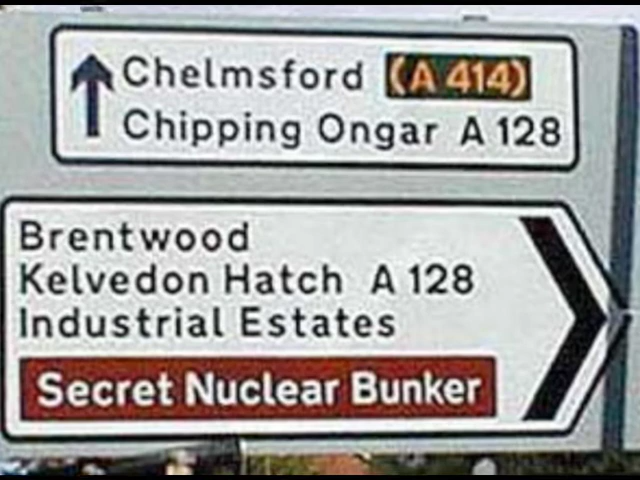 Chelmsford (A 414)
Chipping Ongar A 128
Brentwood
Kelvedon Hatch A 128
Industrial Estates
Secret Nuclear Bunker